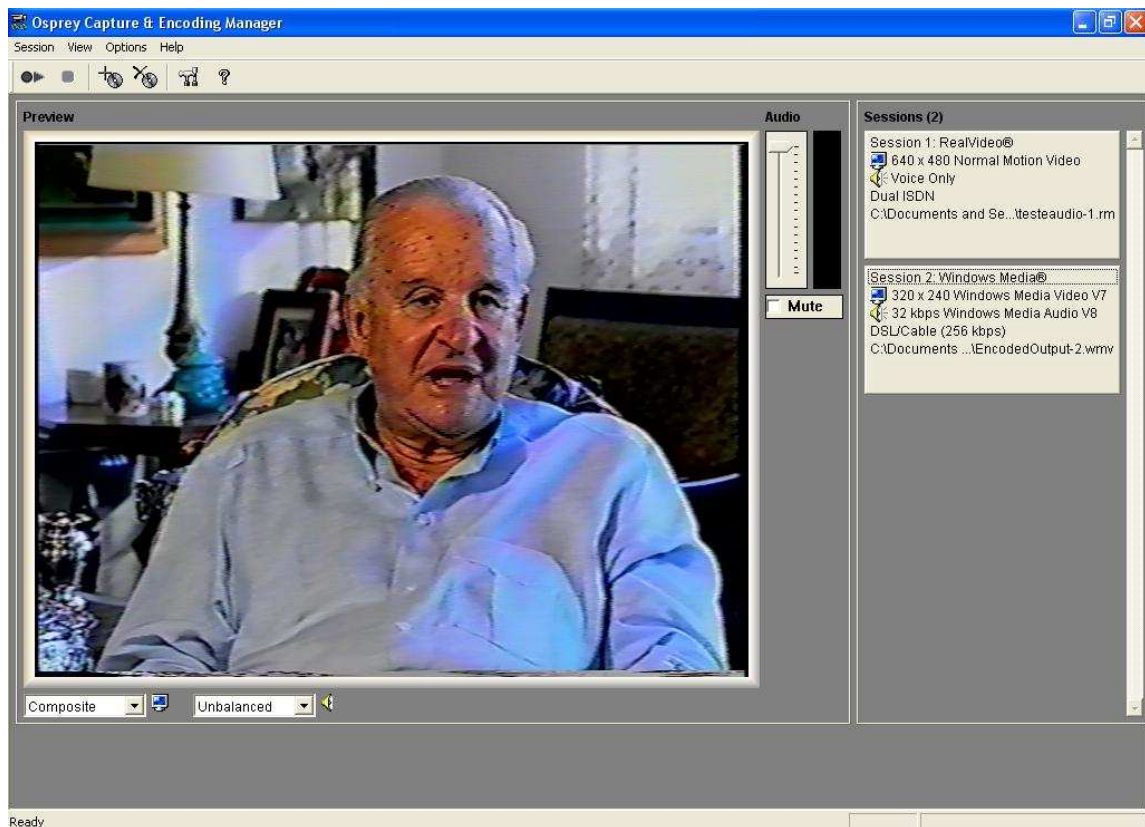 Osprey Capture & Encoding Manager
Session View Options Help
Preview
Audio
Mute
Composite
Unbalanced
Sessions (2)
Session 1: RealVideo®
640 x 480 Normal Motion Video
Voice Only
Dual ISDN
C:\Documents and Se...\testeaudio-1.rm
Session 2: Windows Media®
320 x 240 Windows Media Video V7
32 kbps Windows Media Audio V8
DSL/Cable (256 kbps)
C:\Documents ...\EncodedOutput-2.wmv
Ready